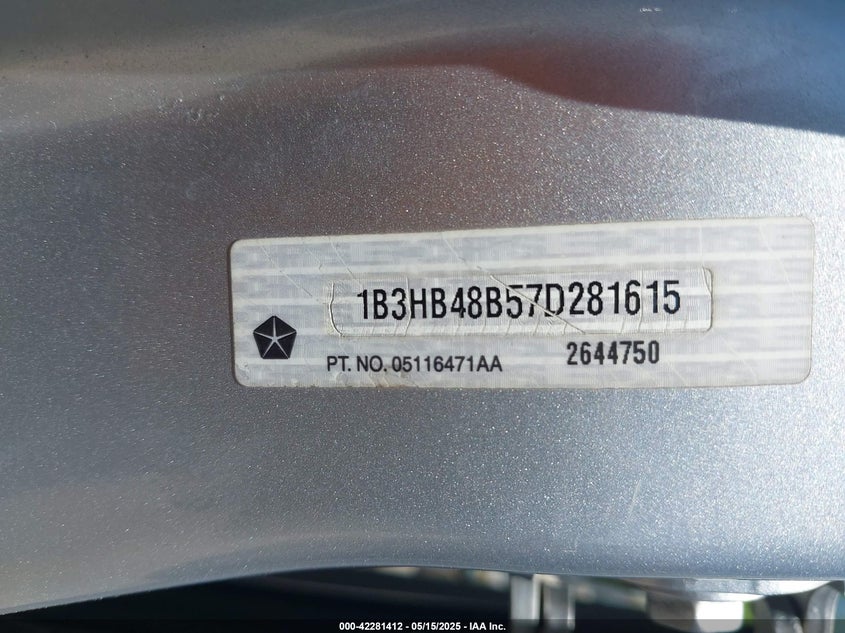 1B3HB48B57D281615
PT. NO. 05116471AA 2644750
000-42281412 - 05/15/2025 - IAA Inc.